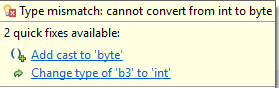 Type mismatch: cannot convert from int to byte
2 quick fixes available:
Add cast to 'byte'
Change type of 'b3' to 'int'